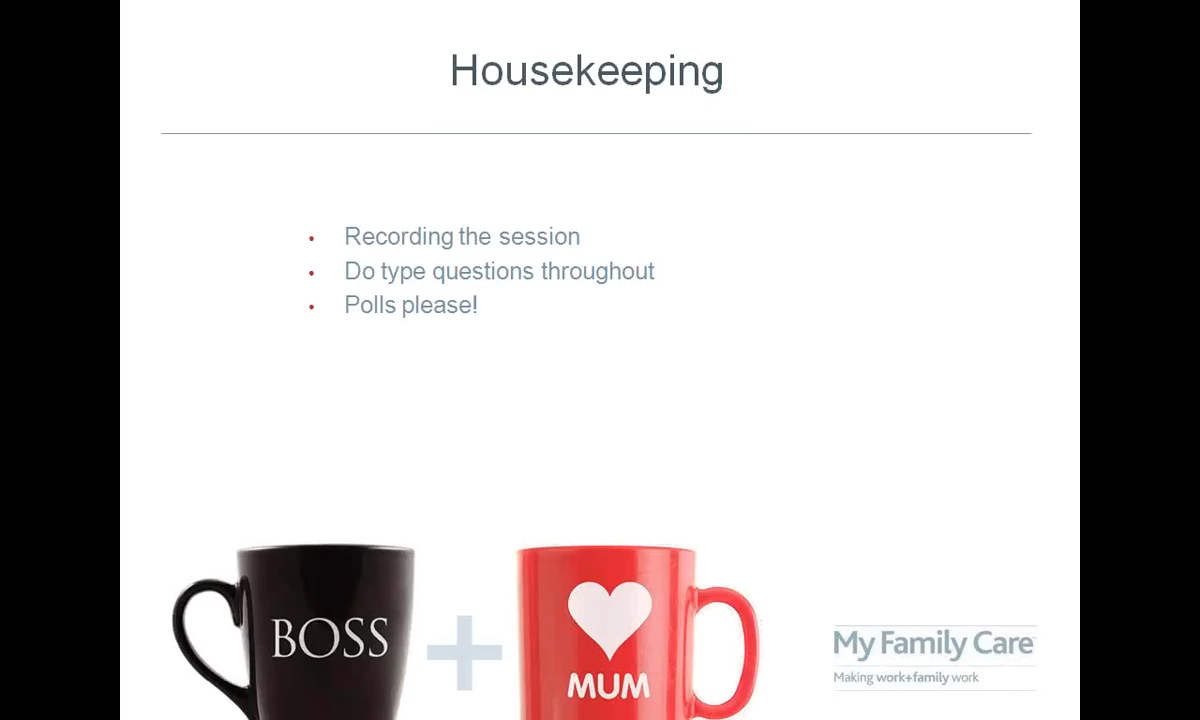 Housekeeping
• Recording the session
• Do type questions throughout
• Polls please!
BOSS
+
MUM
My Family Care
Making work+family work